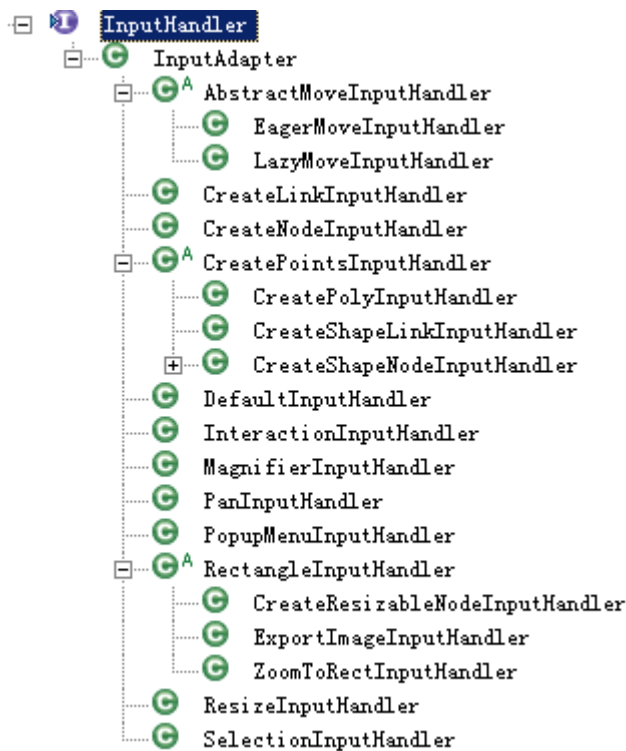 InputHandler
InputAdapter
AbstractMoveInputHandler
EagerMoveInputHandler
LazyMoveInputHandler
CreateLinkInputHandler
CreateNodeInputHandler
CreatePointsInputHandler
CreatePolyInputHandler
CreateShapeLinkInputHandler
CreateShapeNodeInputHandler
DefaultInputHandler
InteractionInputHandler
MagnifierInputHandler
PanInputHandler
PopupMenuInputHandler
RectangleInputHandler
CreateResizableNodeInputHandler
ExportImageInputHandler
ZoomToRectInputHandler
ResizeInputHandler
SelectionInputHandler